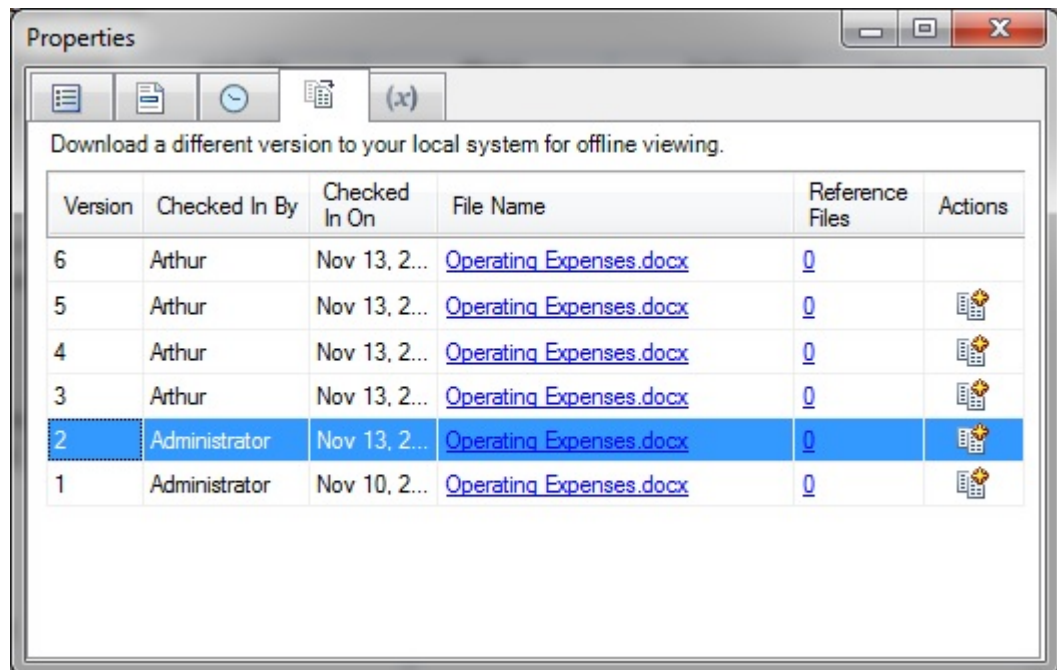 Properties
(x)
Download a different version to your local system for offline viewing.
Version Checked In By Checked In On File Name Reference Files Actions
6 Arthur Nov 13, 2... Operating Expenses.docx 0
5 Arthur Nov 13, 2... Operating Expenses.docx 0
4 Arthur Nov 13, 2... Operating Expenses.docx 0
3 Arthur Nov 13, 2... Operating Expenses.docx 0
2 Administrator Nov 13, 2... Operating Expenses.docx 0
1 Administrator Nov 10, 2... Operating Expenses.docx 0